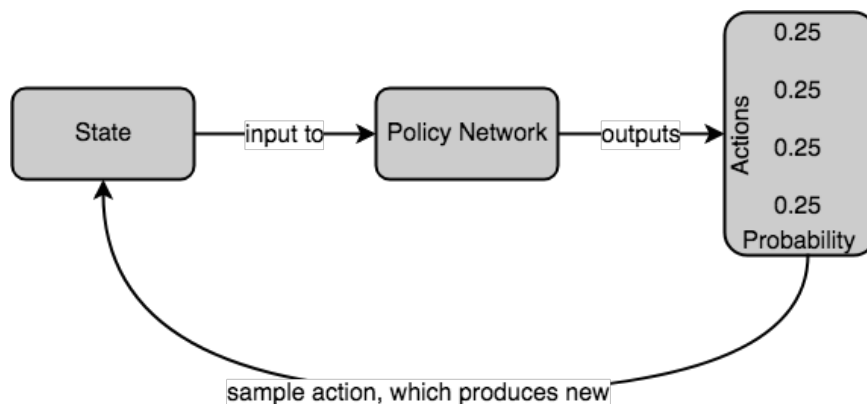 State
input to
Policy Network
outputs
Actions
0.25
0.25
0.25
0.25
Probability
sample action, which produces new